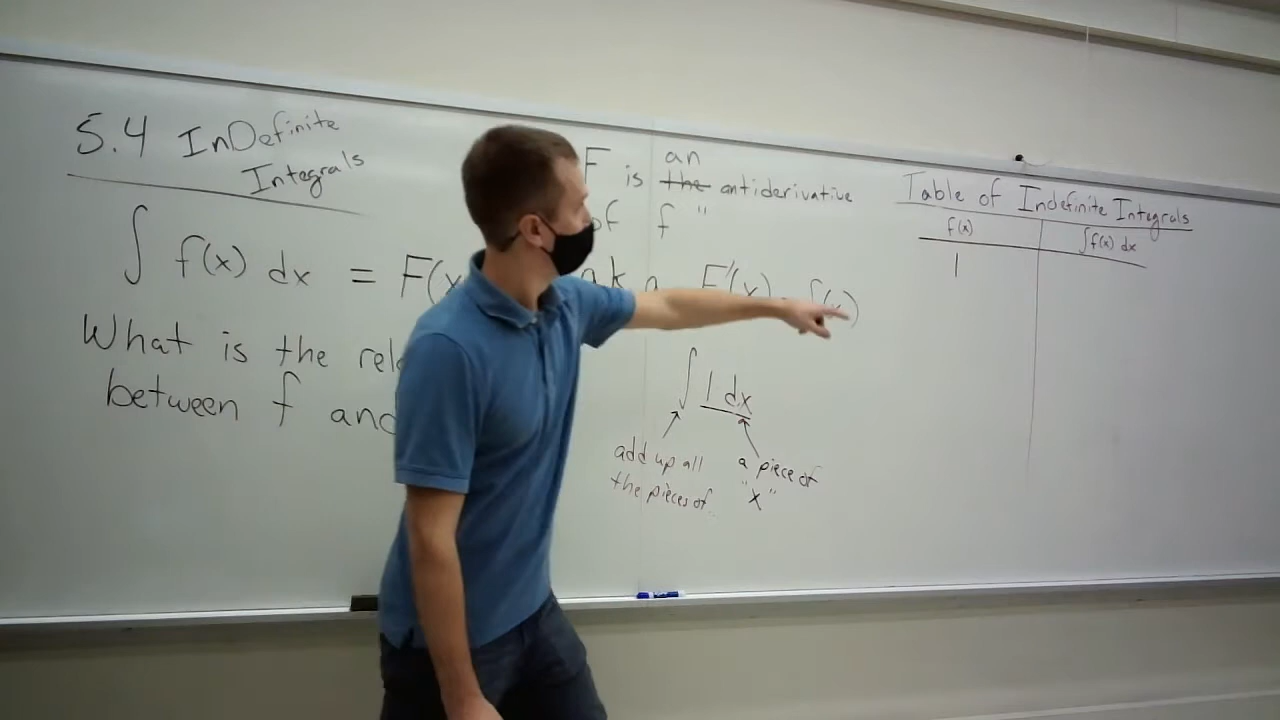 5.4 InDefinite
Integrals
∫ f(x) dx = F(x
What is the rel
between f and
F is the antiderivative
an
of f "
aka F'(x) = f(x)
∫ 1 dx
add up all
the pieces of
a piece of
"x"
Table of Indefinite Integrals
f(x)
∫f(x) dx
1